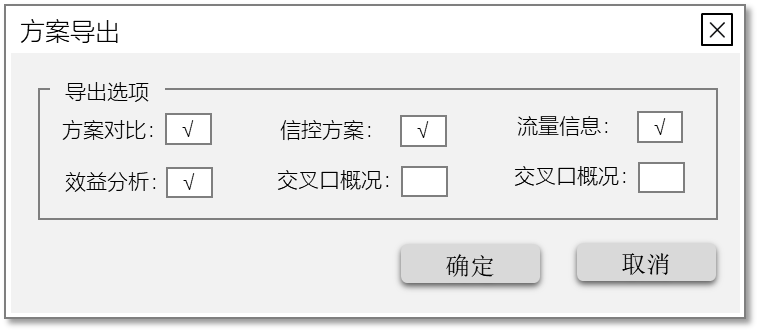 方案导出
导出选项
方案对比： √ 信控方案： √ 流量信息： √
效益分析： √ 交叉口概况： 交叉口概况：
确定 取消